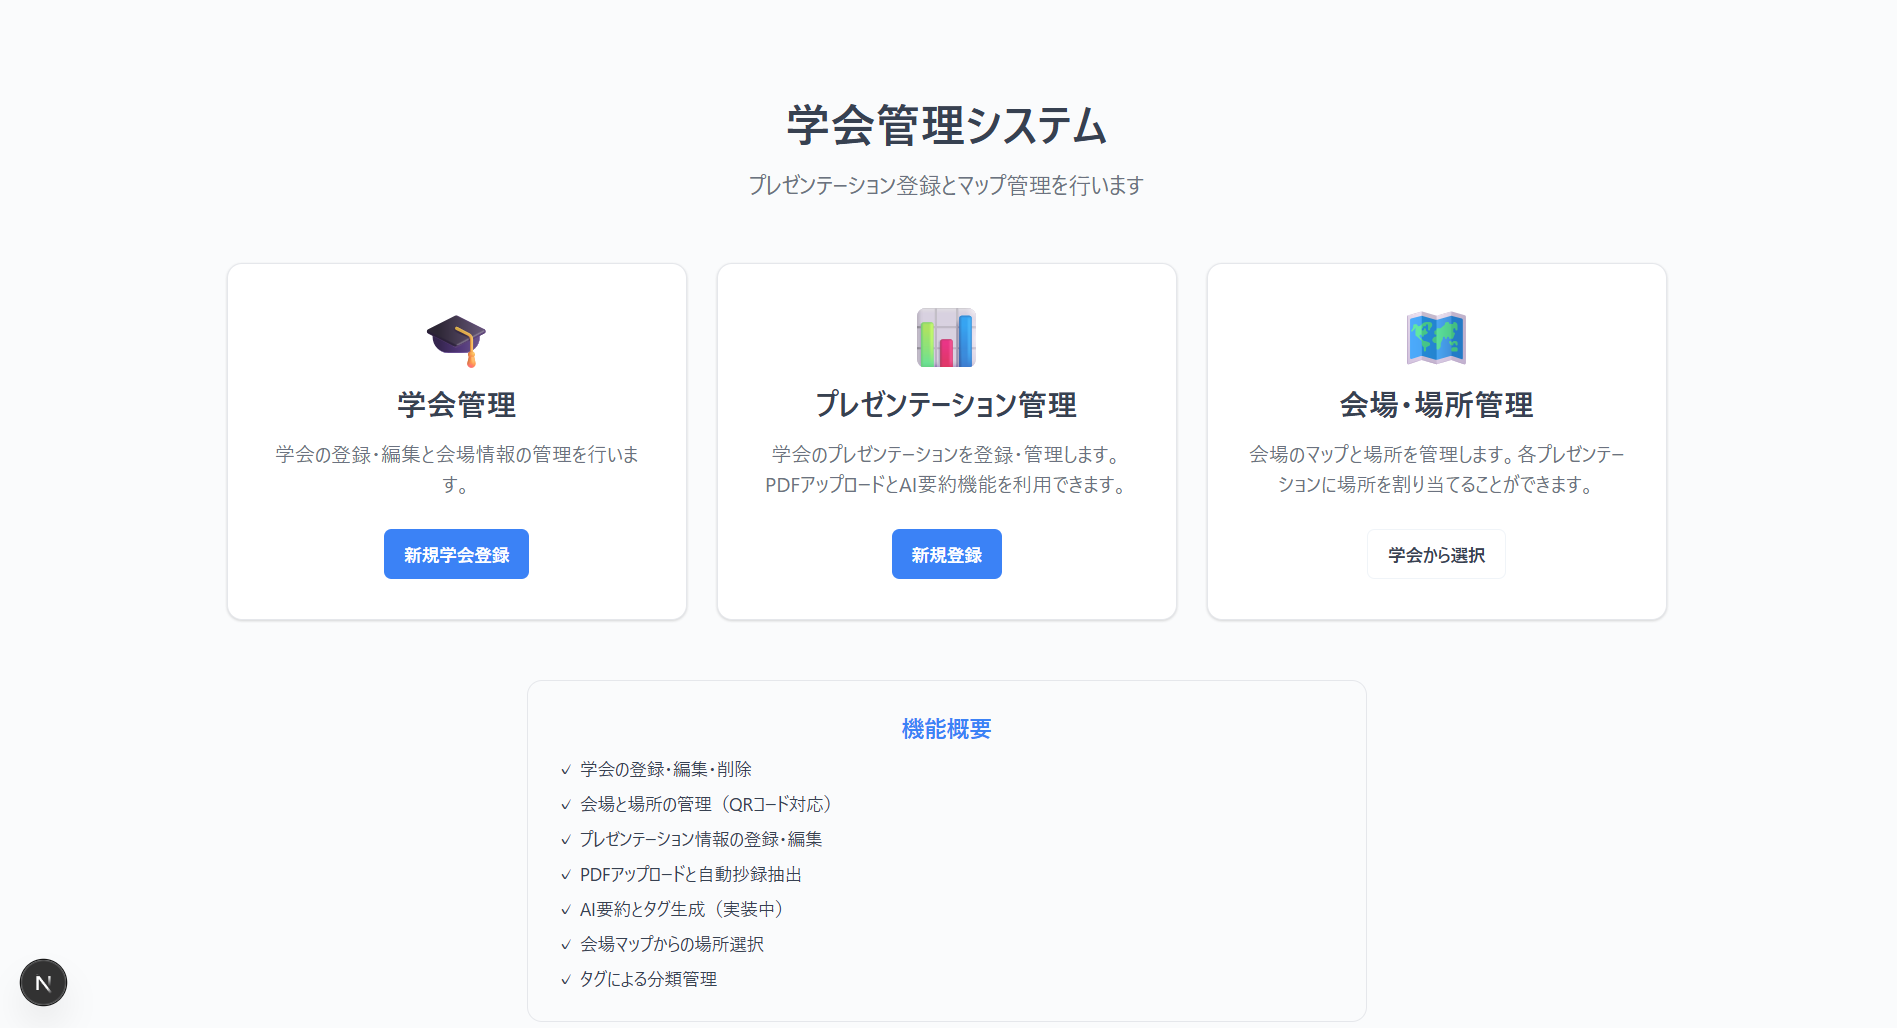 学会管理システム
プレゼンテーション登録とマップ管理を行います
学会管理
学会の登録・編集と会場情報の管理を行いま
す。
新規学会登録
プレゼンテーション管理
学会のプレゼンテーションを登録・管理します。
PDFアップロードとAI要約機能を利用できます。
新規登録
会場・場所管理
会場のマップと場所を管理します。各プレゼンテー
ションに場所を割り当てることができます。
学会から選択
機能概要
✓ 学会の登録・編集・削除
✓ 会場と場所の管理（QRコード対応）
✓ プレゼンテーション情報の登録・編集
✓ PDFアップロードと自動抄録抽出
✓ AI要約とタグ生成（実装中）
✓ 会場マップからの場所選択
✓ タグによる分類管理
N